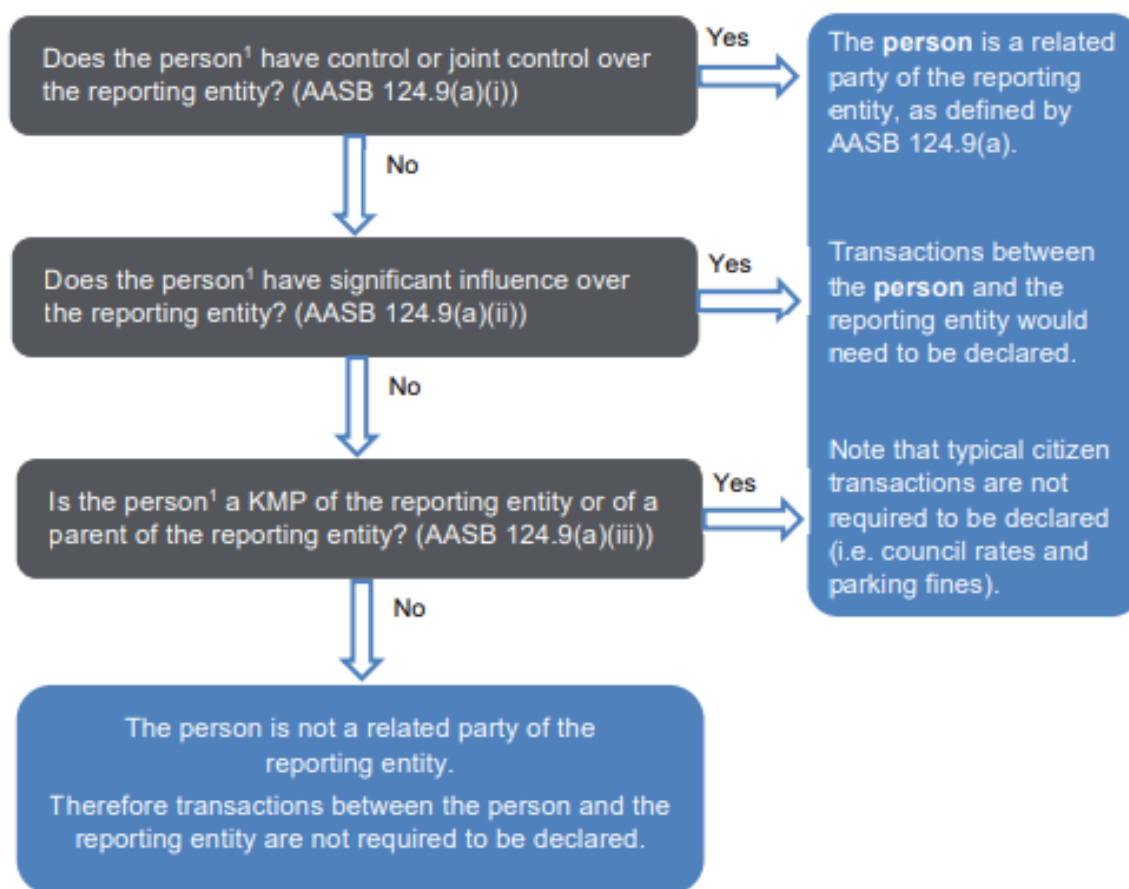 Does the person¹ have control or joint control over
the reporting entity? (AASB 124.9(a)(i))
Yes
The person is a related
party of the reporting
entity, as defined by
AASB 124.9(a).
No
Does the person¹ have significant influence over
the reporting entity? (AASB 124.9(a)(ii))
Yes
Transactions between
the person and the
reporting entity would
need to be declared.
No
Is the person¹ a KMP of the reporting entity or of a
parent of the reporting entity? (AASB 124.9(a)(iii))
Yes
Note that typical citizen
transactions are not
required to be declared
(i.e. council rates and
parking fines).
No
The person is not a related party of the
reporting entity.
Therefore transactions between the person and the
reporting entity are not required to be declared.